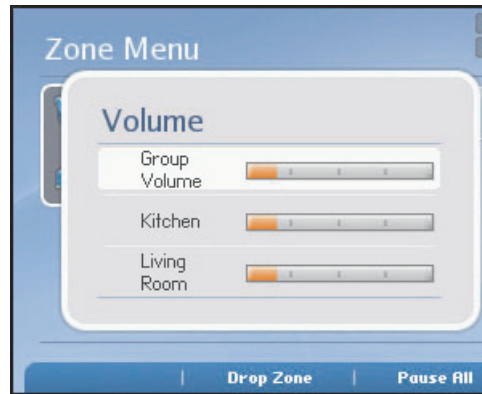 Zone Menu
Volume
Group
Volume
Kitchen
Living
Room
Drop Zone
Pause All